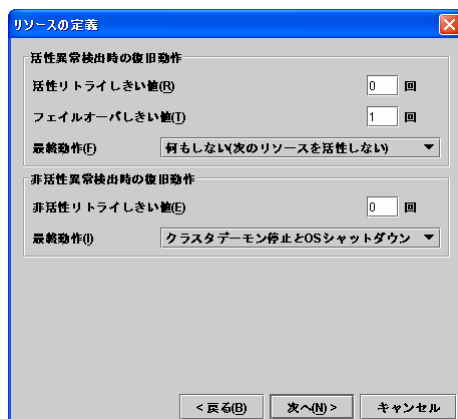 リソースの定義
活性異常検出時の復旧動作
活性リトライしきい値(R) 0 回
フェイルオーバしきい値(T) 1 回
最終動作(F) 何もしない(次のリソースを活性しない)
非活性異常検出時の復旧動作
非活性リトライしきい値(E) 0 回
最終動作(I) クラスタデーモン停止とOSシャットダウン
< 戻る(B) 次へ(N) > キャンセル